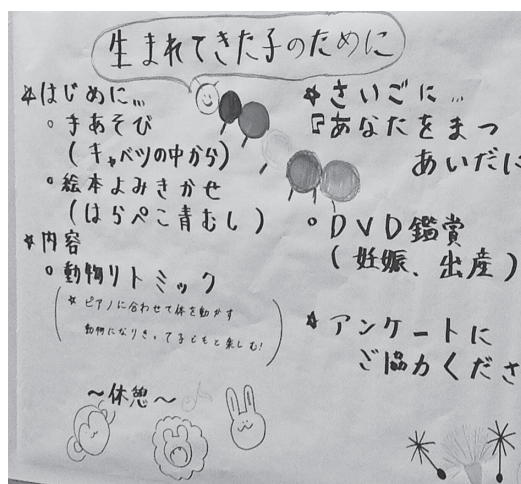 生まれてきた子のために
☆はじめに…
○手あそび
(キャベツの中から)
○絵本よみきかせ
(はらぺこ青むし)
☆内容
○動物リトミック
(☆ピアノに合わせて体を動かす
動物になりきって子どもと楽しむ!)
～休憩～
☆さいごに…
『あなたをまつ
あいだに
○DVD鑑賞
(妊娠、出産)
☆アンケートに
ご協力くださ